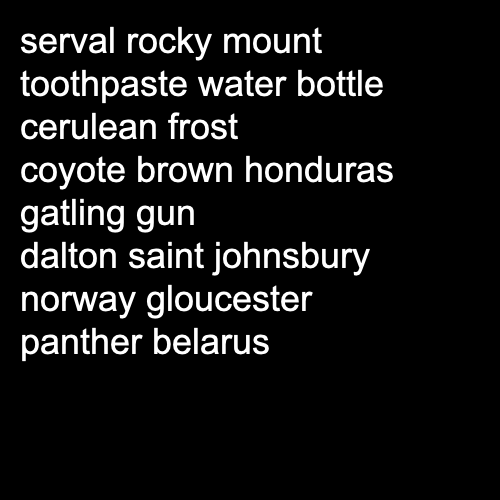 serval rocky mount
toothpaste water bottle
cerulean frost
coyote brown honduras
gatling gun
dalton saint johnsbury
norway gloucester
panther belarus